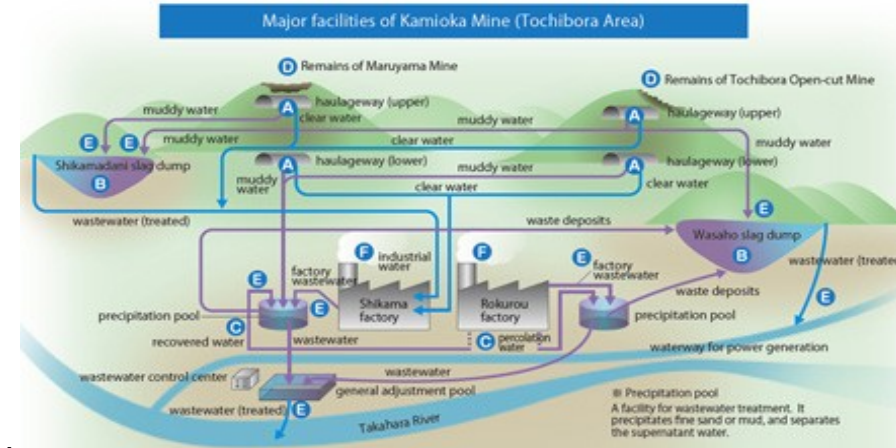 Major facilities of Kamioka Mine (Tochibora Area)
D Remains of Maruyama Mine
D Remains of Tochibora Open-cut Mine
A haulageway (upper)
A haulageway (upper)
muddy water
clear water
muddy water
E E
muddy water
clear water
muddy water
Shikamadani slag dump
B
A haulageway (lower)
muddy water
A haulageway (lower)
muddy water
clear water
clear water
E
wastewater (treated)
waste deposits
Wasaho slag dump
B
F industrial water
F
E factory wastewater
E factory wastewater
wastewater (treated
E
waste deposits
E
Shikama factory
Rokurou factory
precipitation pool
C
precipitation pool
recovered water
wastewater
C percolation water
waterway for power generation
wastewater
wastewater control center
general adjustment pool
wastewater (treated)
E
Takahara River
※ Precipitation pool
A facility for wastewater treatment. It
precipitates fine sand or mud, and separates
the supernatant water.